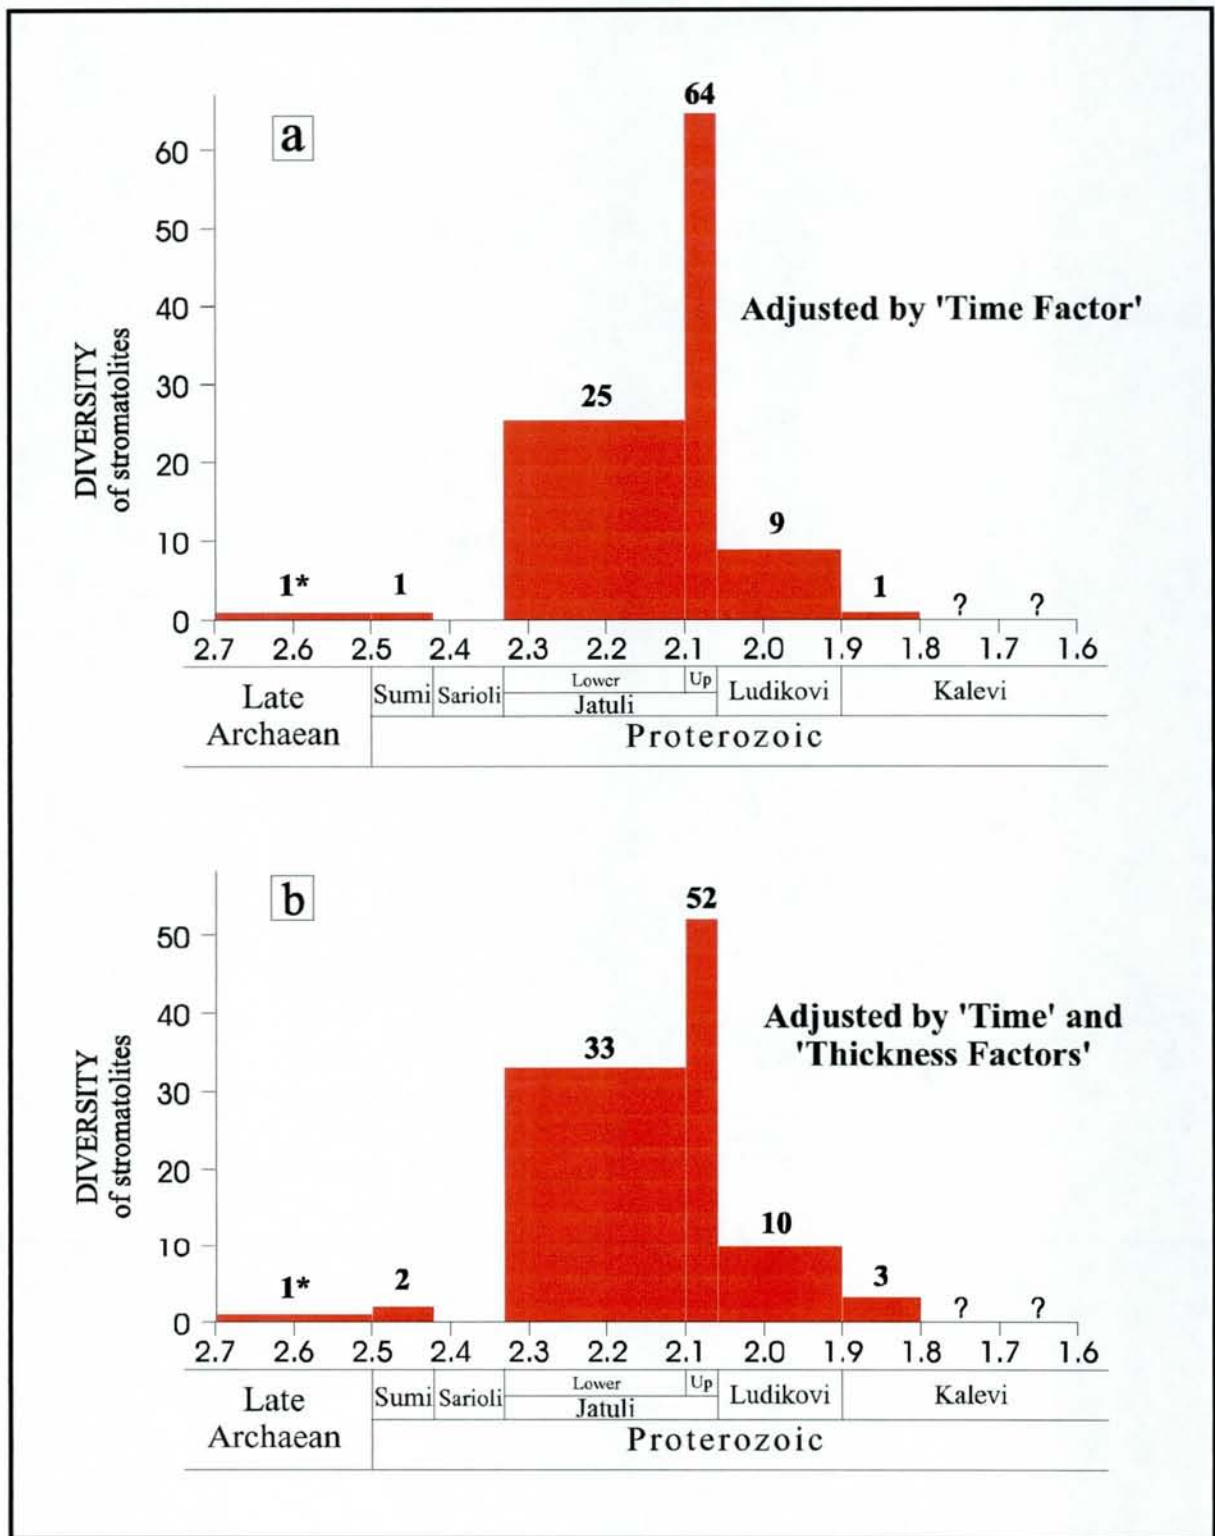 a
64
60
50
40
30
20
10
0
DIVERSITY
of stromatolites
Adjusted by 'Time Factor'
25
9
1*
1
1
?
?
2.7 2.6 2.5 2.4 2.3 2.2 2.1 2.0 1.9 1.8 1.7 1.6
Late
Archaean
Sumi Sarioli Lower Up Ludikovi Kalevi
Jatuli
Proterozoic
b
52
50
40
30
20
10
0
DIVERSITY
of stromatolites
Adjusted by 'Time' and
'Thickness Factors'
33
10
1*
2
3
?
?
2.7 2.6 2.5 2.4 2.3 2.2 2.1 2.0 1.9 1.8 1.7 1.6
Late
Archaean
Sumi Sarioli Lower Up Ludikovi Kalevi
Jatuli
Proterozoic